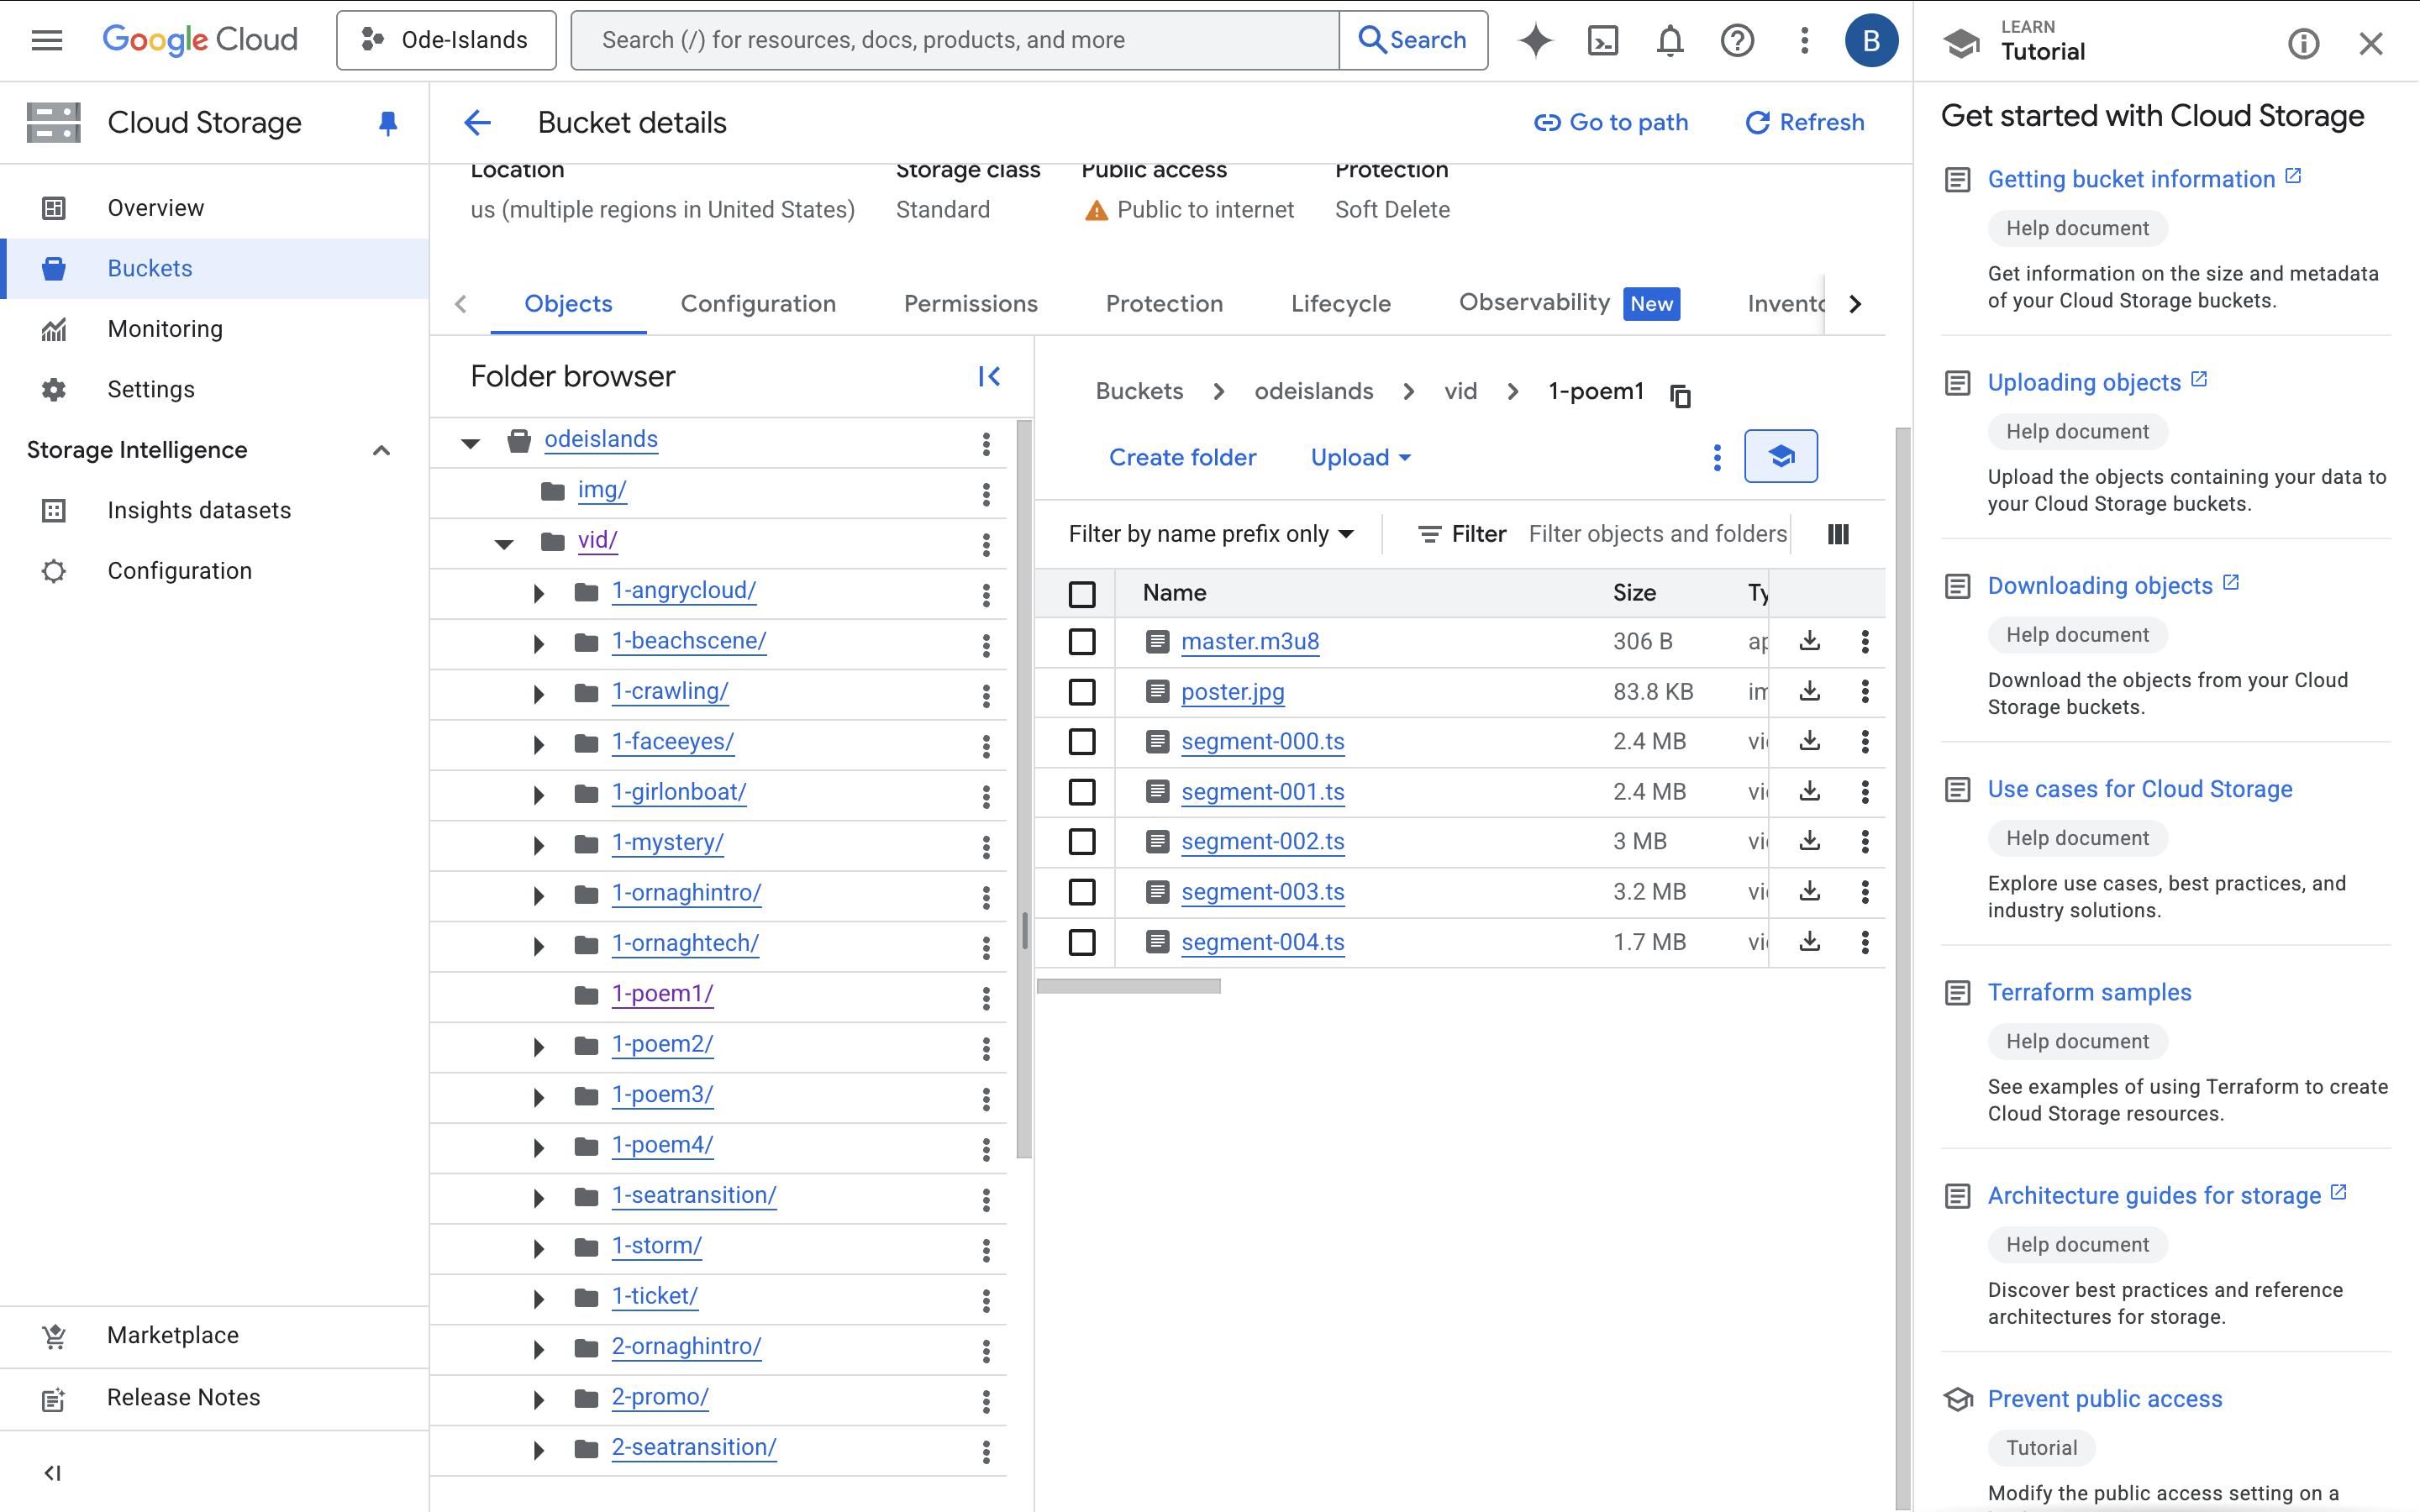 Google Cloud
Ode-Islands
Search (/) for resources, docs, products, and more
Search
B
LEARN
Tutorial
Cloud Storage
Overview
Buckets
Monitoring
Settings
Storage Intelligence
Insights datasets
Configuration
Marketplace
Release Notes
Bucket details
Go to path
Refresh
Location
Storage class
Public access
Protection
us (multiple regions in United States)
Standard
Public to internet
Soft Delete
Objects
Configuration
Permissions
Protection
Lifecycle
Observability New
Invento
Folder browser
odeislands
img/
vid/
1-angrycloud/
1-beachscene/
1-crawling/
1-faceeyes/
1-girlonboat/
1-mystery/
1-ornaghintro/
1-ornaghtech/
1-poem1/
1-poem2/
1-poem3/
1-poem4/
1-seatransition/
1-storm/
1-ticket/
2-ornaghintro/
2-promo/
2-seatransition/
Buckets
odeislands
vid
1-poem1
Create folder
Upload
Filter by name prefix only
Filter
Filter objects and folders
Name Size Ty
master.m3u8 306 B ap
poster.jpg 83.8 KB im
segment-000.ts 2.4 MB vi
segment-001.ts 2.4 MB vi
segment-002.ts 3 MB vi
segment-003.ts 3.2 MB vi
segment-004.ts 1.7 MB vi
Get started with Cloud Storage
Getting bucket information
Help document
Get information on the size and metadata
of your Cloud Storage buckets.
Uploading objects
Help document
Upload the objects containing your data to
your Cloud Storage buckets.
Downloading objects
Help document
Download the objects from your Cloud
Storage buckets.
Use cases for Cloud Storage
Help document
Explore use cases, best practices, and
industry solutions.
Terraform samples
Help document
See examples of using Terraform to create
Cloud Storage resources.
Architecture guides for storage
Help document
Discover best practices and reference
architectures for storage.
Prevent public access
Tutorial
Modify the public access setting on a